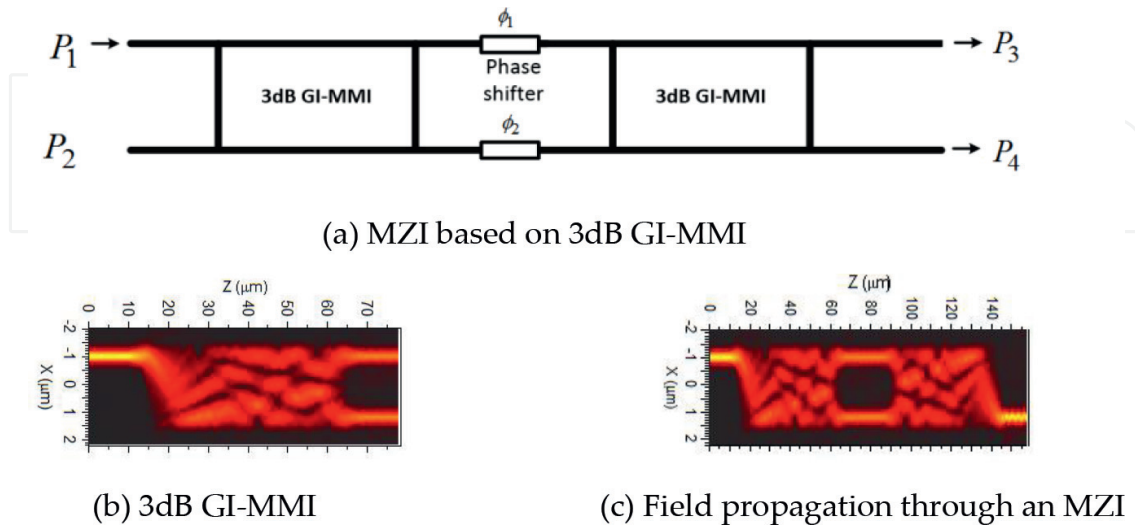 P₁ → ϕ₁ → P₃
3dB GI-MMI Phase shifter 3dB GI-MMI
P₂ ϕ₂ → P₄
(a) MZI based on 3dB GI-MMI
Z (μm) Z (μm)
0 10 20 30 40 50 60 70 0 20 40 60 80 100 120 140
X (μm) -2 -1 0 1 2 X (μm) -2 -1 0 1 2
(b) 3dB GI-MMI (c) Field propagation through an MZI